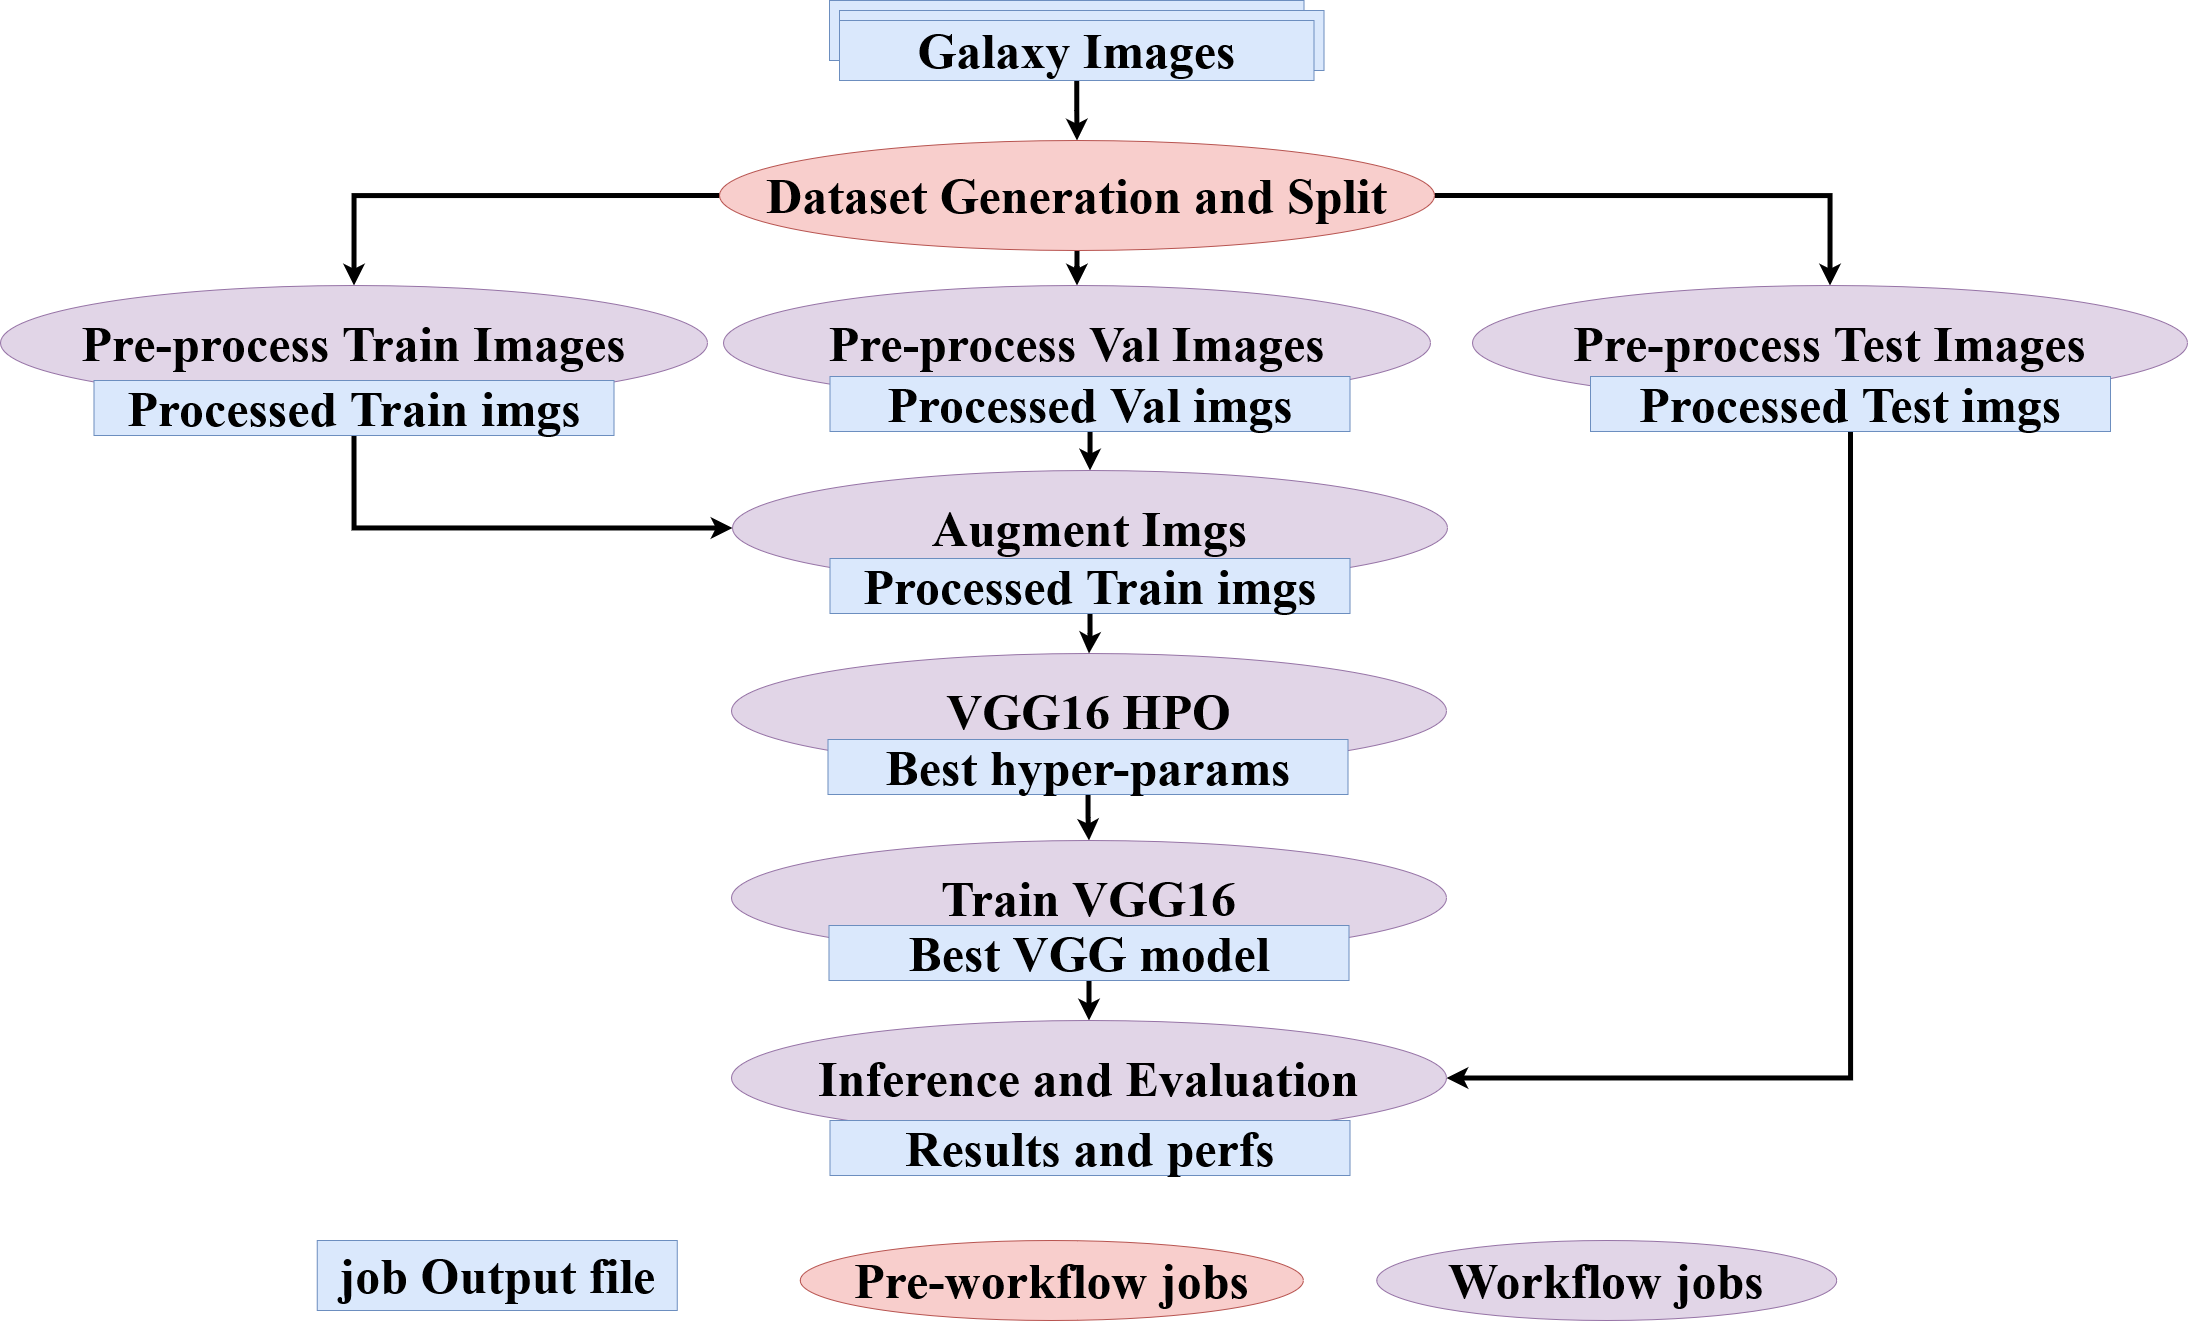 Galaxy Images
Dataset Generation and Split
Pre-process Train Images
Pre-process Val Images
Pre-process Test Images
Processed Train imgs
Processed Val imgs
Processed Test imgs
Augment Imgs
Processed Train imgs
VGG16 HPO
Best hyper-params
Train VGG16
Best VGG model
Inference and Evaluation
Results and perfs
job Output file
Pre-workflow jobs
Workflow jobs